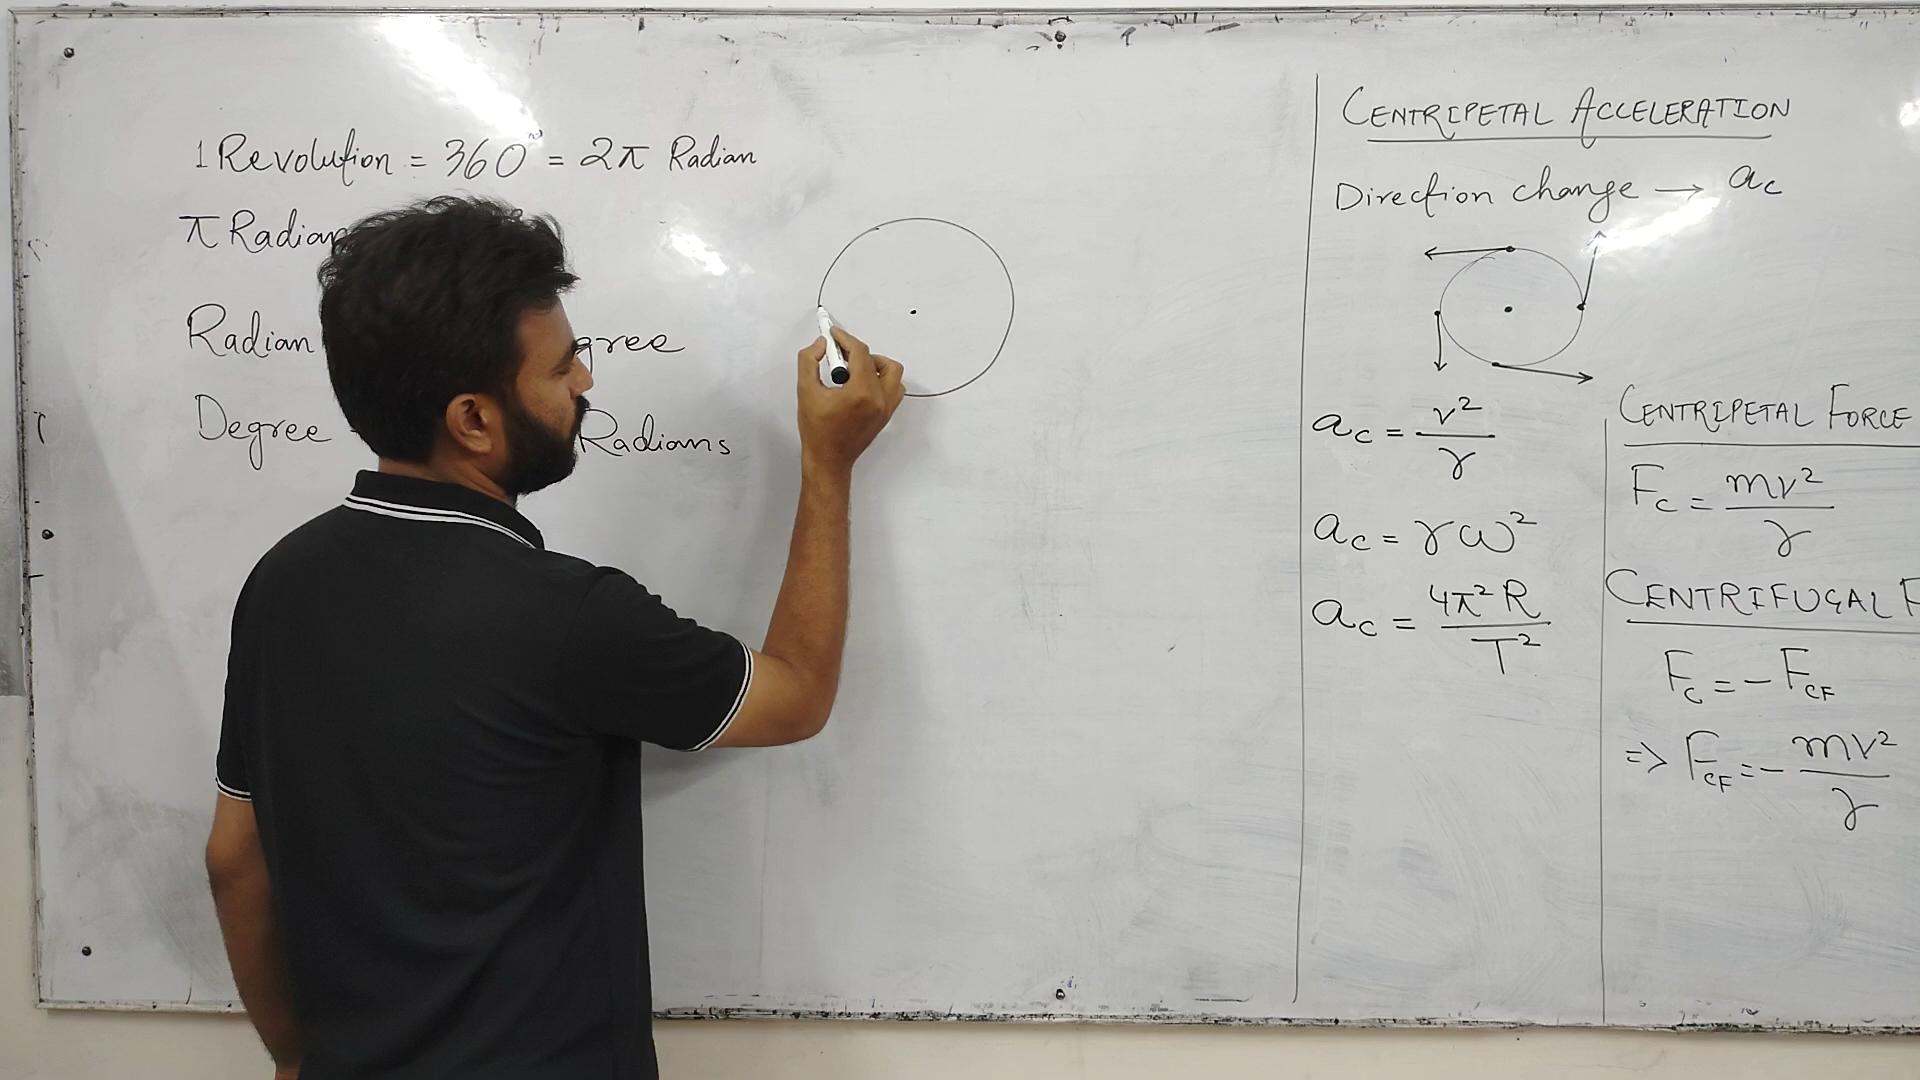 1 Revolution = 360° = 2π Radian
π Radian
Radian gree
Degree Radians
CENTRIPETAL ACCELERATION
Direction change → ac
ac = v²/r
ac = rω²
ac = 4π²R/T²
CENTRIPETAL FORCE
Fc = mv²/r
CENTRIFUGAL F
Fc = - FCF
=> FCF = - mv²/r